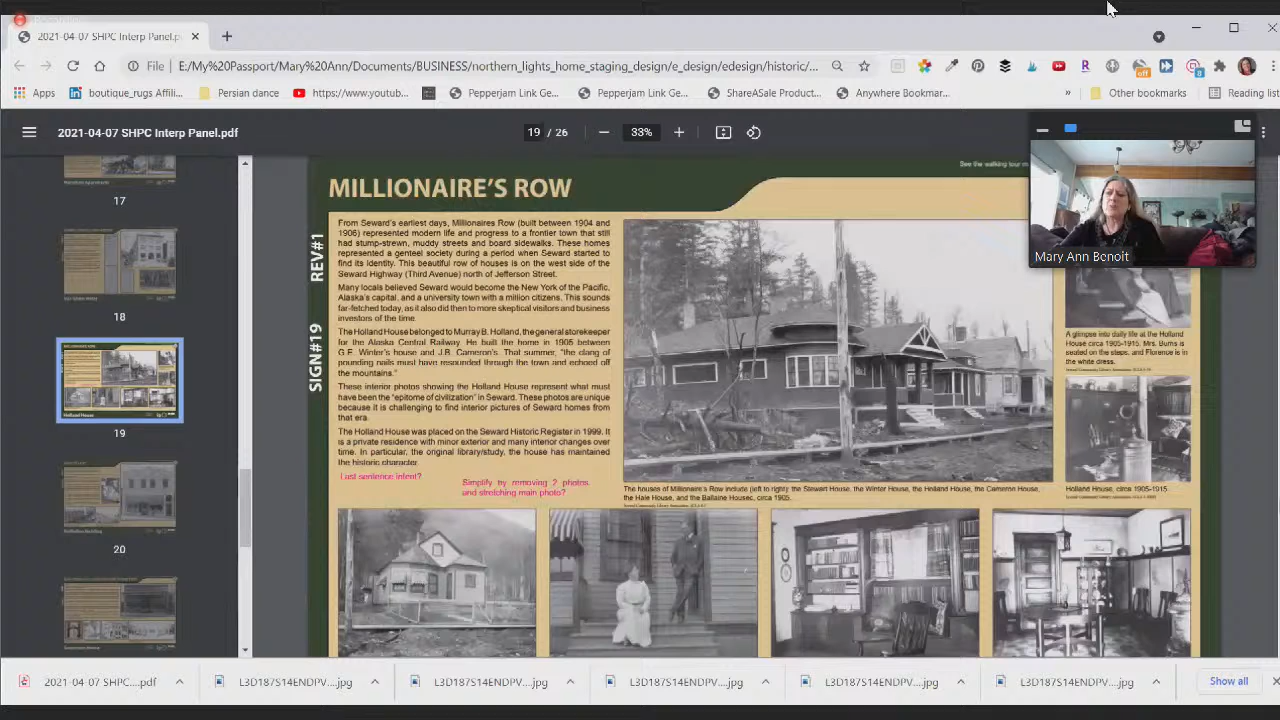 2021-04-07 SHPC Interp Panel.p
File | E:/My%20Passport/Mary%20Ann/Documents/BUSINESS/northern_lights_home_staging_design/e_design/edesign/historic/...
off
8
Apps boutique_rugs Affili... Persian dance https://www.youtub... Pepperjam Link Ge... Pepperjam Link Ge... ShareASale Product... Anywhere Bookmar... » Other bookmarks Reading list
2021-04-07 SHPC Interp Panel.pdf 19 / 26 33%
17
18
Holland House
19
20
See the walking tour
MILLIONAIRE'S ROW
REV#1
SIGN#19
From Seward's earliest days, Millionaires Row (built between 1904 and
1906) represented modern life and progress to a frontier town that still
had stump-strewn, muddy streets and board sidewalks. These homes
represented a genteel society during a period when Seward started to
find its identity. This beautiful row of houses is on the west side of the
Seward Highway (Third Avenue) north of Jefferson Street.
Many locals believed Seward would become the New York of the Pacific,
Alaska's capital, and a university town with a million citizens. This sounds
far-fetched today, as it also did then to more skeptical visitors and business
investors of the time.
The Holland House belonged to Murray B. Holland, the general storekeeper
for the Alaska Central Railway. He built the home in 1905 between
G.E. Winter's house and J.B. Cameron's. That summer, "the clang of
pounding nails must have resounded through the town and echoed off
the mountains."
These interior photos showing the Holland House represent what must
have been the "epitome of civilization" in Seward. These photos are unique
because it is challenging to find interior pictures of Seward homes from
that era.
The Holland House was placed on the Seward Historic Register in 1999. It
is a private residence with minor exterior and many interior changes over
time. In particular, the original library/study, the house has maintained
the historic character.
Last sentence intent?
Simplify by removing 2 photos
and stretching main photo?
The houses of Millionaire's Row include (left to right) the Stewart House, the Winter House, the Holland House, the Cameron House,
the Hale House, and the Ballaine Housec, circa 1905.
Mary Ann Benoit
A glimpse into daily life at the Holland
House circa 1905-1915. Mrs. Burns is
seated on the steps, and Florence is in
the white dress.
Holland House, circa 1905-1915.
2021-04-07 SHPC....pdf L3D187S14ENDPV....jpg L3D187S14ENDPV....jpg L3D187S14ENDPV....jpg L3D187S14ENDPV....jpg L3D187S14ENDPV....jpg Show all